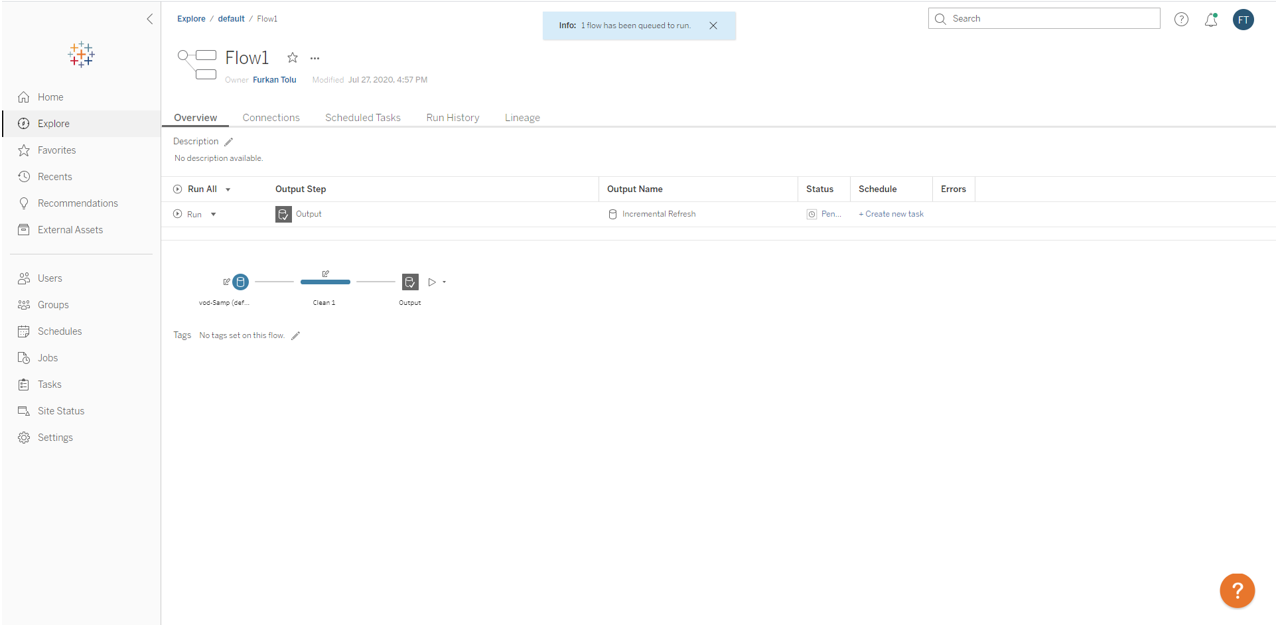 Explore / default / Flow1
Info: 1 flow has been queued to run.
Search
?
FT
Flow1
Owner Furkan Tolu Modified Jul 27, 2020, 4:57 PM
Home
Explore
Favorites
Recents
Recommendations
External Assets
Users
Groups
Schedules
Jobs
Tasks
Site Status
Settings
Overview Connections Scheduled Tasks Run History Lineage
Description
No description available.
Run All Output Step Output Name Status Schedule Errors
Run Output Incremental Refresh Pen... + Create new task
vod-Samp (def... Clean 1 Output
Tags No tags set on this flow.
?